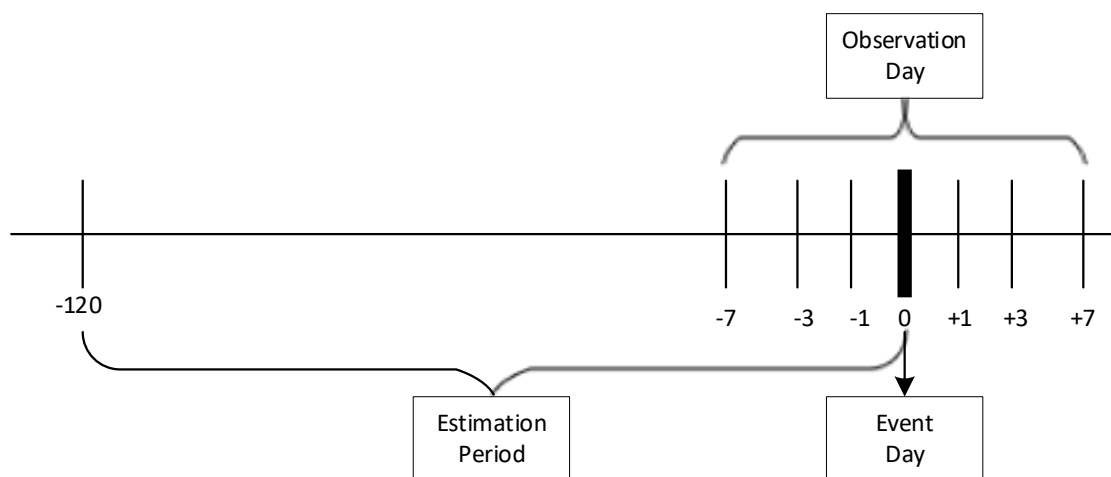 Observation
Day
-120
-7 -3 -1 0 +1 +3 +7
Estimation
Period
Event
Day